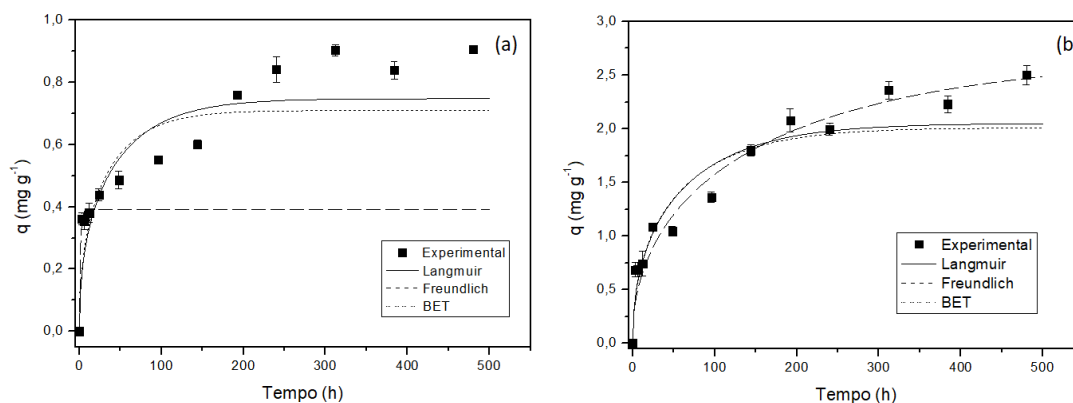 (a)
1,0
0,8
0,6
0,4
0,2
0,0
q (mg g⁻¹)
0
100
200
300
400
500
Tempo (h)
Experimental
Langmuir
Freundlich
BET
(b)
3,0
2,5
2,0
1,5
1,0
0,5
0,0
q (mg g⁻¹)
0
100
200
300
400
500
Tempo (h)
Experimental
Langmuir
Freundlich
BET